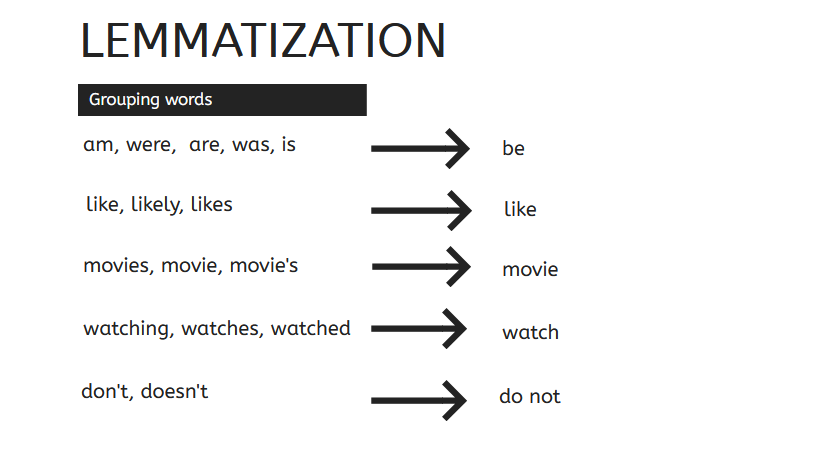 LEMMATIZATION
Grouping words
am, were, are, was, is
be
like, likely, likes
like
movies, movie, movie's
movie
watching, watches, watched
watch
don't, doesn't
do not